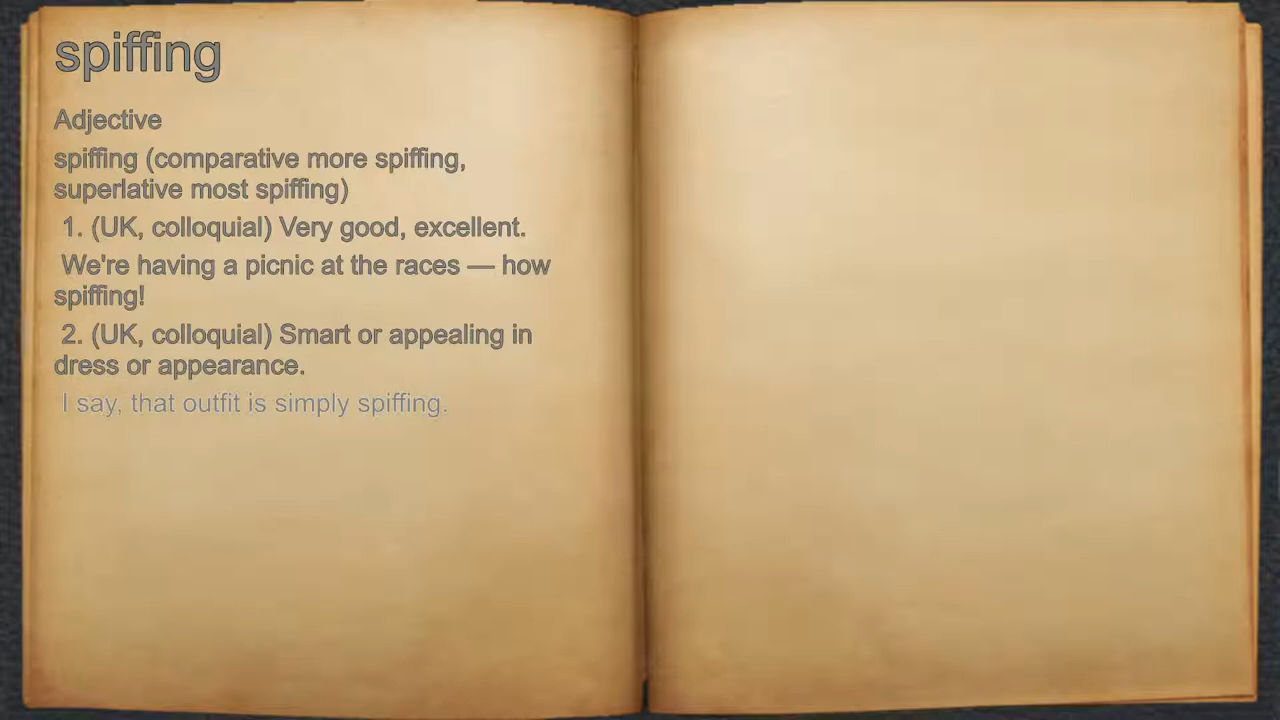 spiffing
Adjective
spiffing (comparative more spiffing,
superlative most spiffing)
1. (UK, colloquial) Very good, excellent.
We're having a picnic at the races — how
spiffing!
2. (UK, colloquial) Smart or appealing in
dress or appearance.
I say, that outfit is simply spiffing.